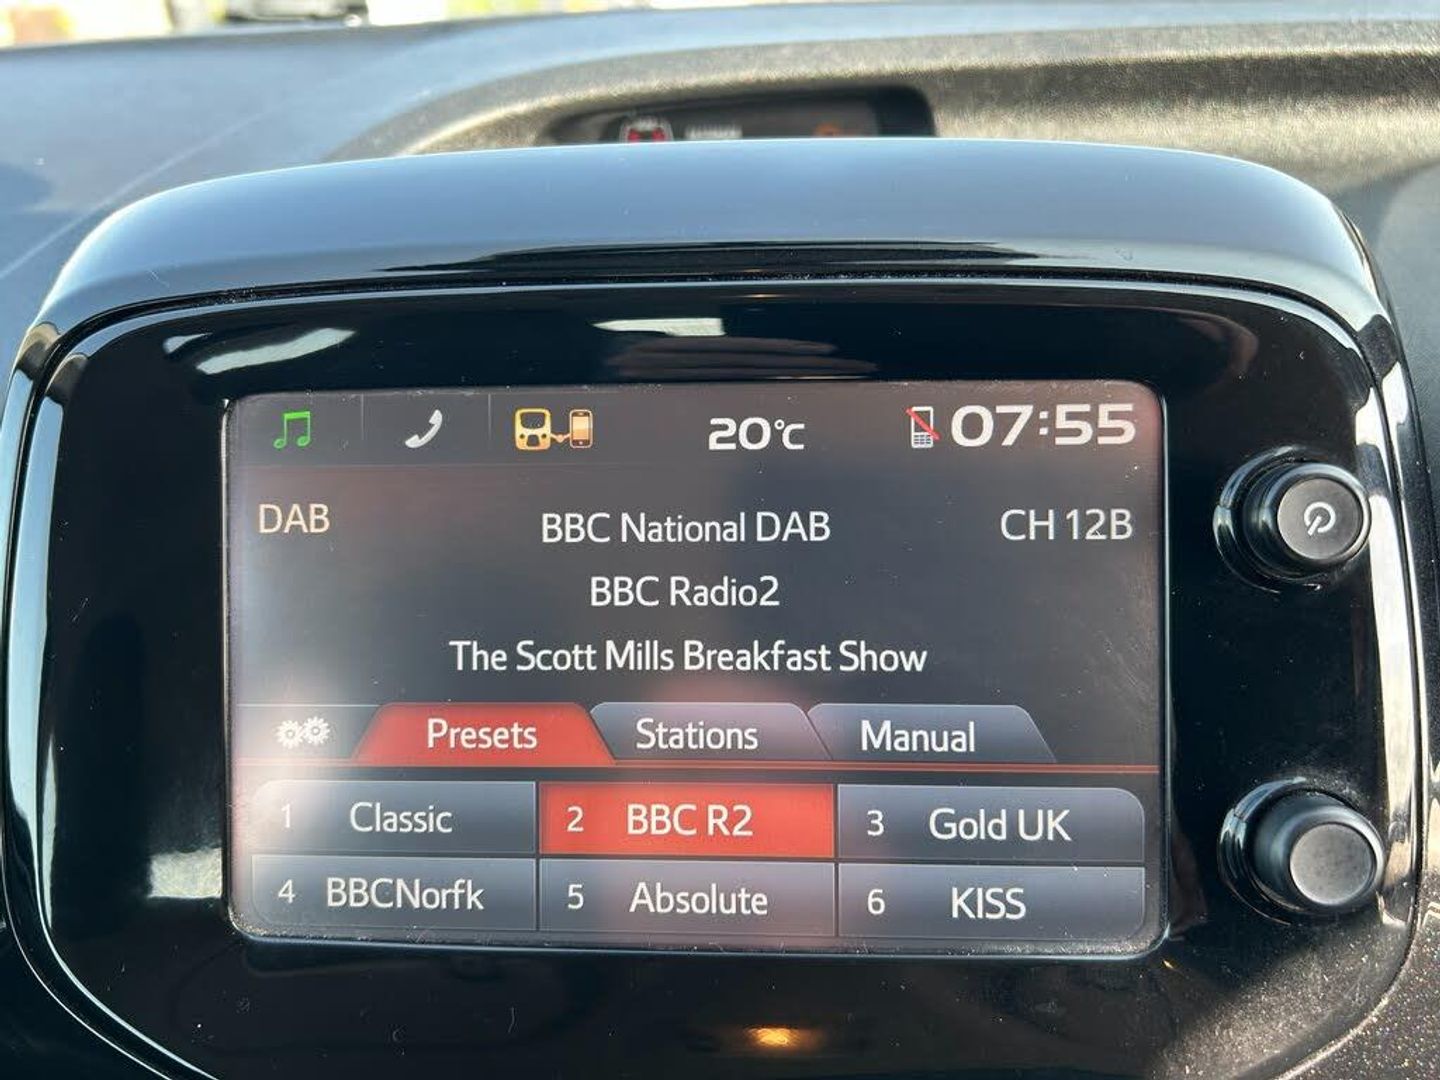 20°C
07:55
DAB
BBC National DAB
CH 12B
BBC Radio2
The Scott Mills Breakfast Show
Presets
Stations
Manual
1 Classic
2 BBC R2
3 Gold UK
4 BBCNorfk
5 Absolute
6 KISS